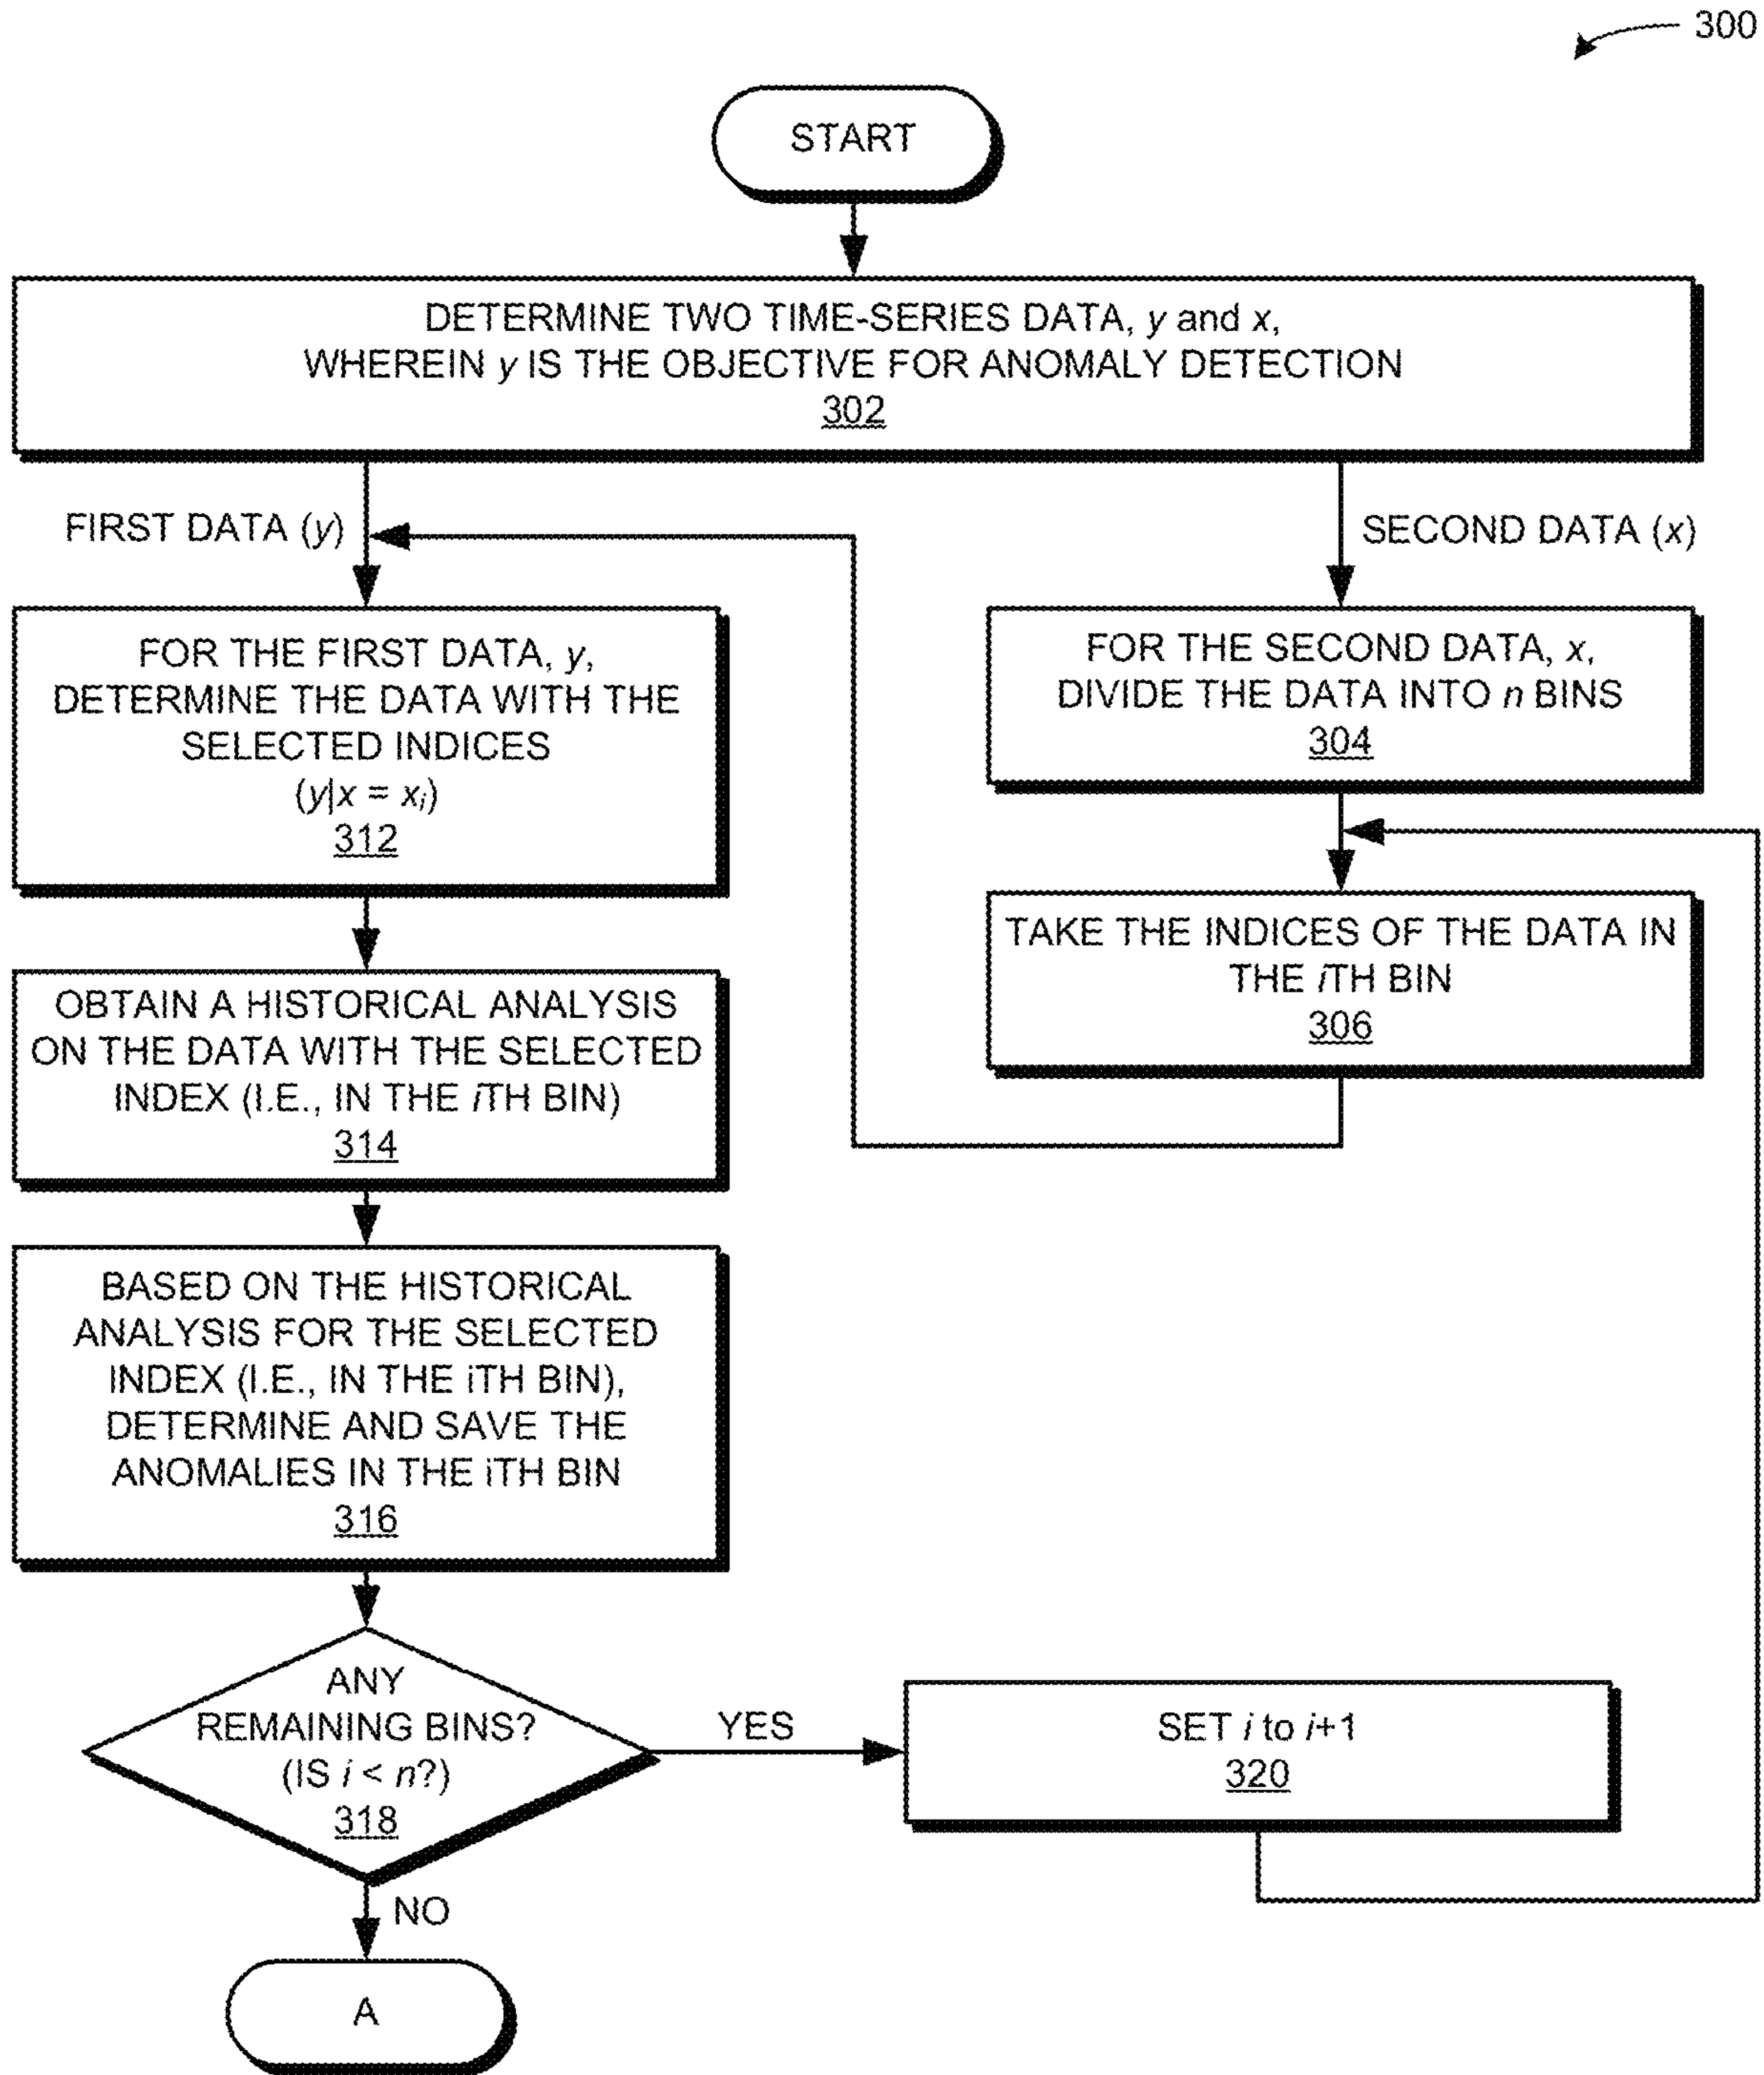 300
START
DETERMINE TWO TIME-SERIES DATA, y and x,
WHEREIN y IS THE OBJECTIVE FOR ANOMALY DETECTION
302
FIRST DATA (y)
SECOND DATA (x)
FOR THE FIRST DATA, y,
DETERMINE THE DATA WITH THE
SELECTED INDICES
(y|x = xi)
312
FOR THE SECOND DATA, x,
DIVIDE THE DATA INTO n BINS
304
TAKE THE INDICES OF THE DATA IN
THE iTH BIN
306
OBTAIN A HISTORICAL ANALYSIS
ON THE DATA WITH THE SELECTED
INDEX (I.E., IN THE iTH BIN)
314
BASED ON THE HISTORICAL
ANALYSIS FOR THE SELECTED
INDEX (I.E., IN THE iTH BIN),
DETERMINE AND SAVE THE
ANOMALIES IN THE iTH BIN
316
ANY
REMAINING BINS?
(IS i < n?)
318
YES
SET i to i+1
320
NO
A